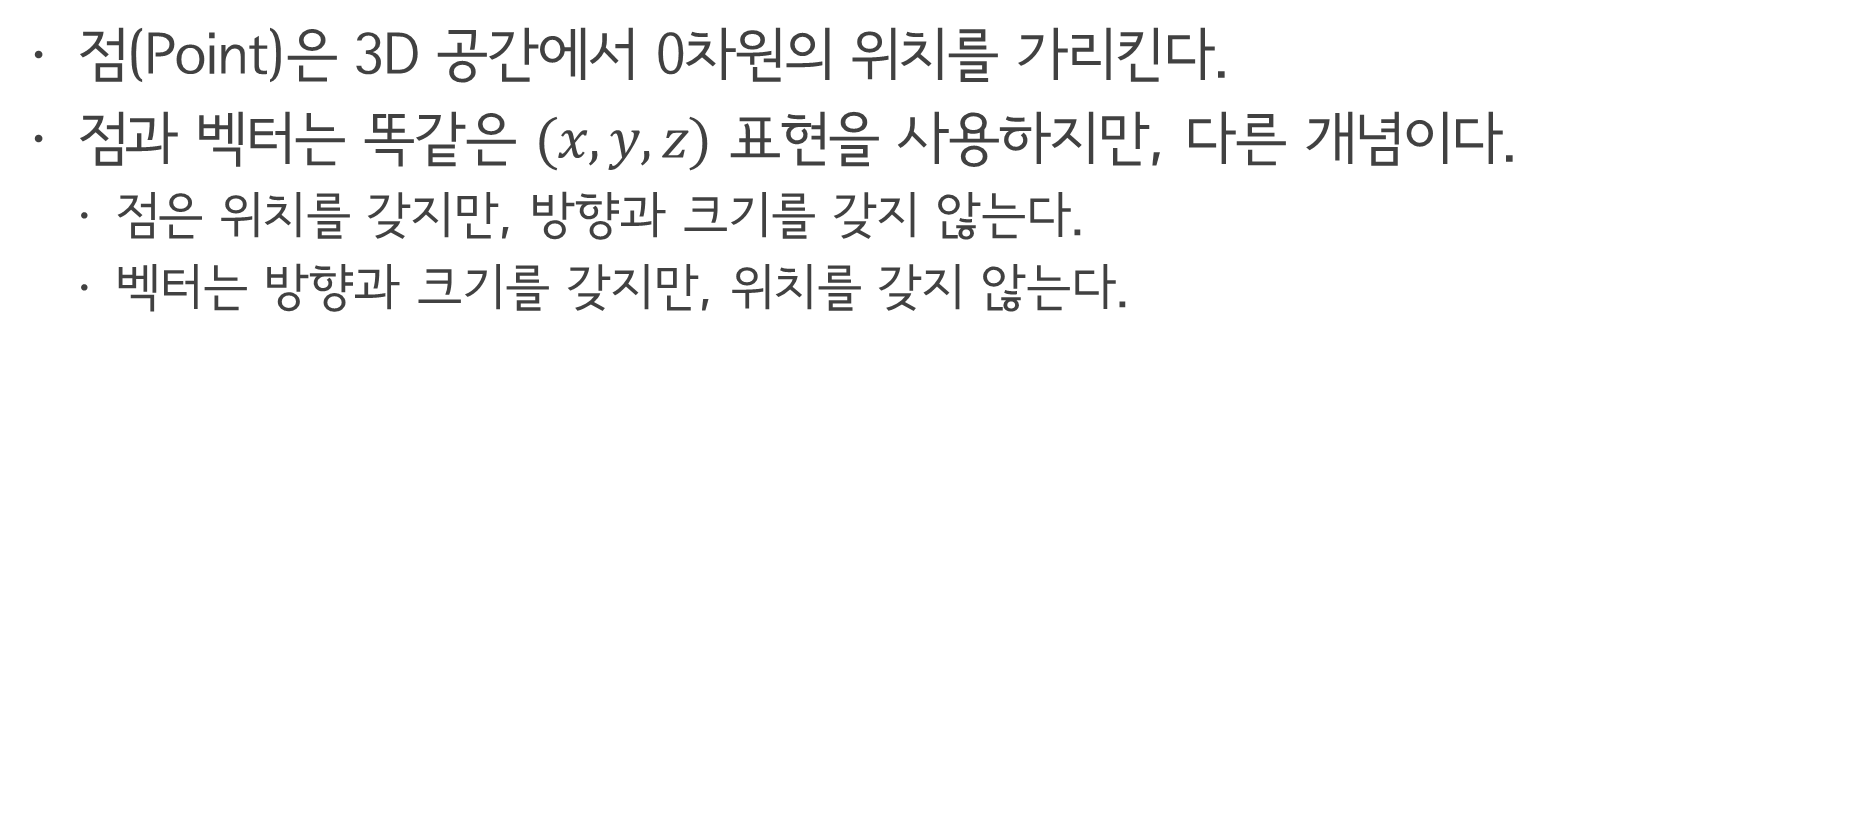 · 점(Point)은 3D 공간에서 0차원의 위치를 가리킨다.
· 점과 벡터는 똑같은 (x, y, z) 표현을 사용하지만, 다른 개념이다.
· 점은 위치를 갖지만, 방향과 크기를 갖지 않는다.
· 벡터는 방향과 크기를 갖지만, 위치를 갖지 않는다.